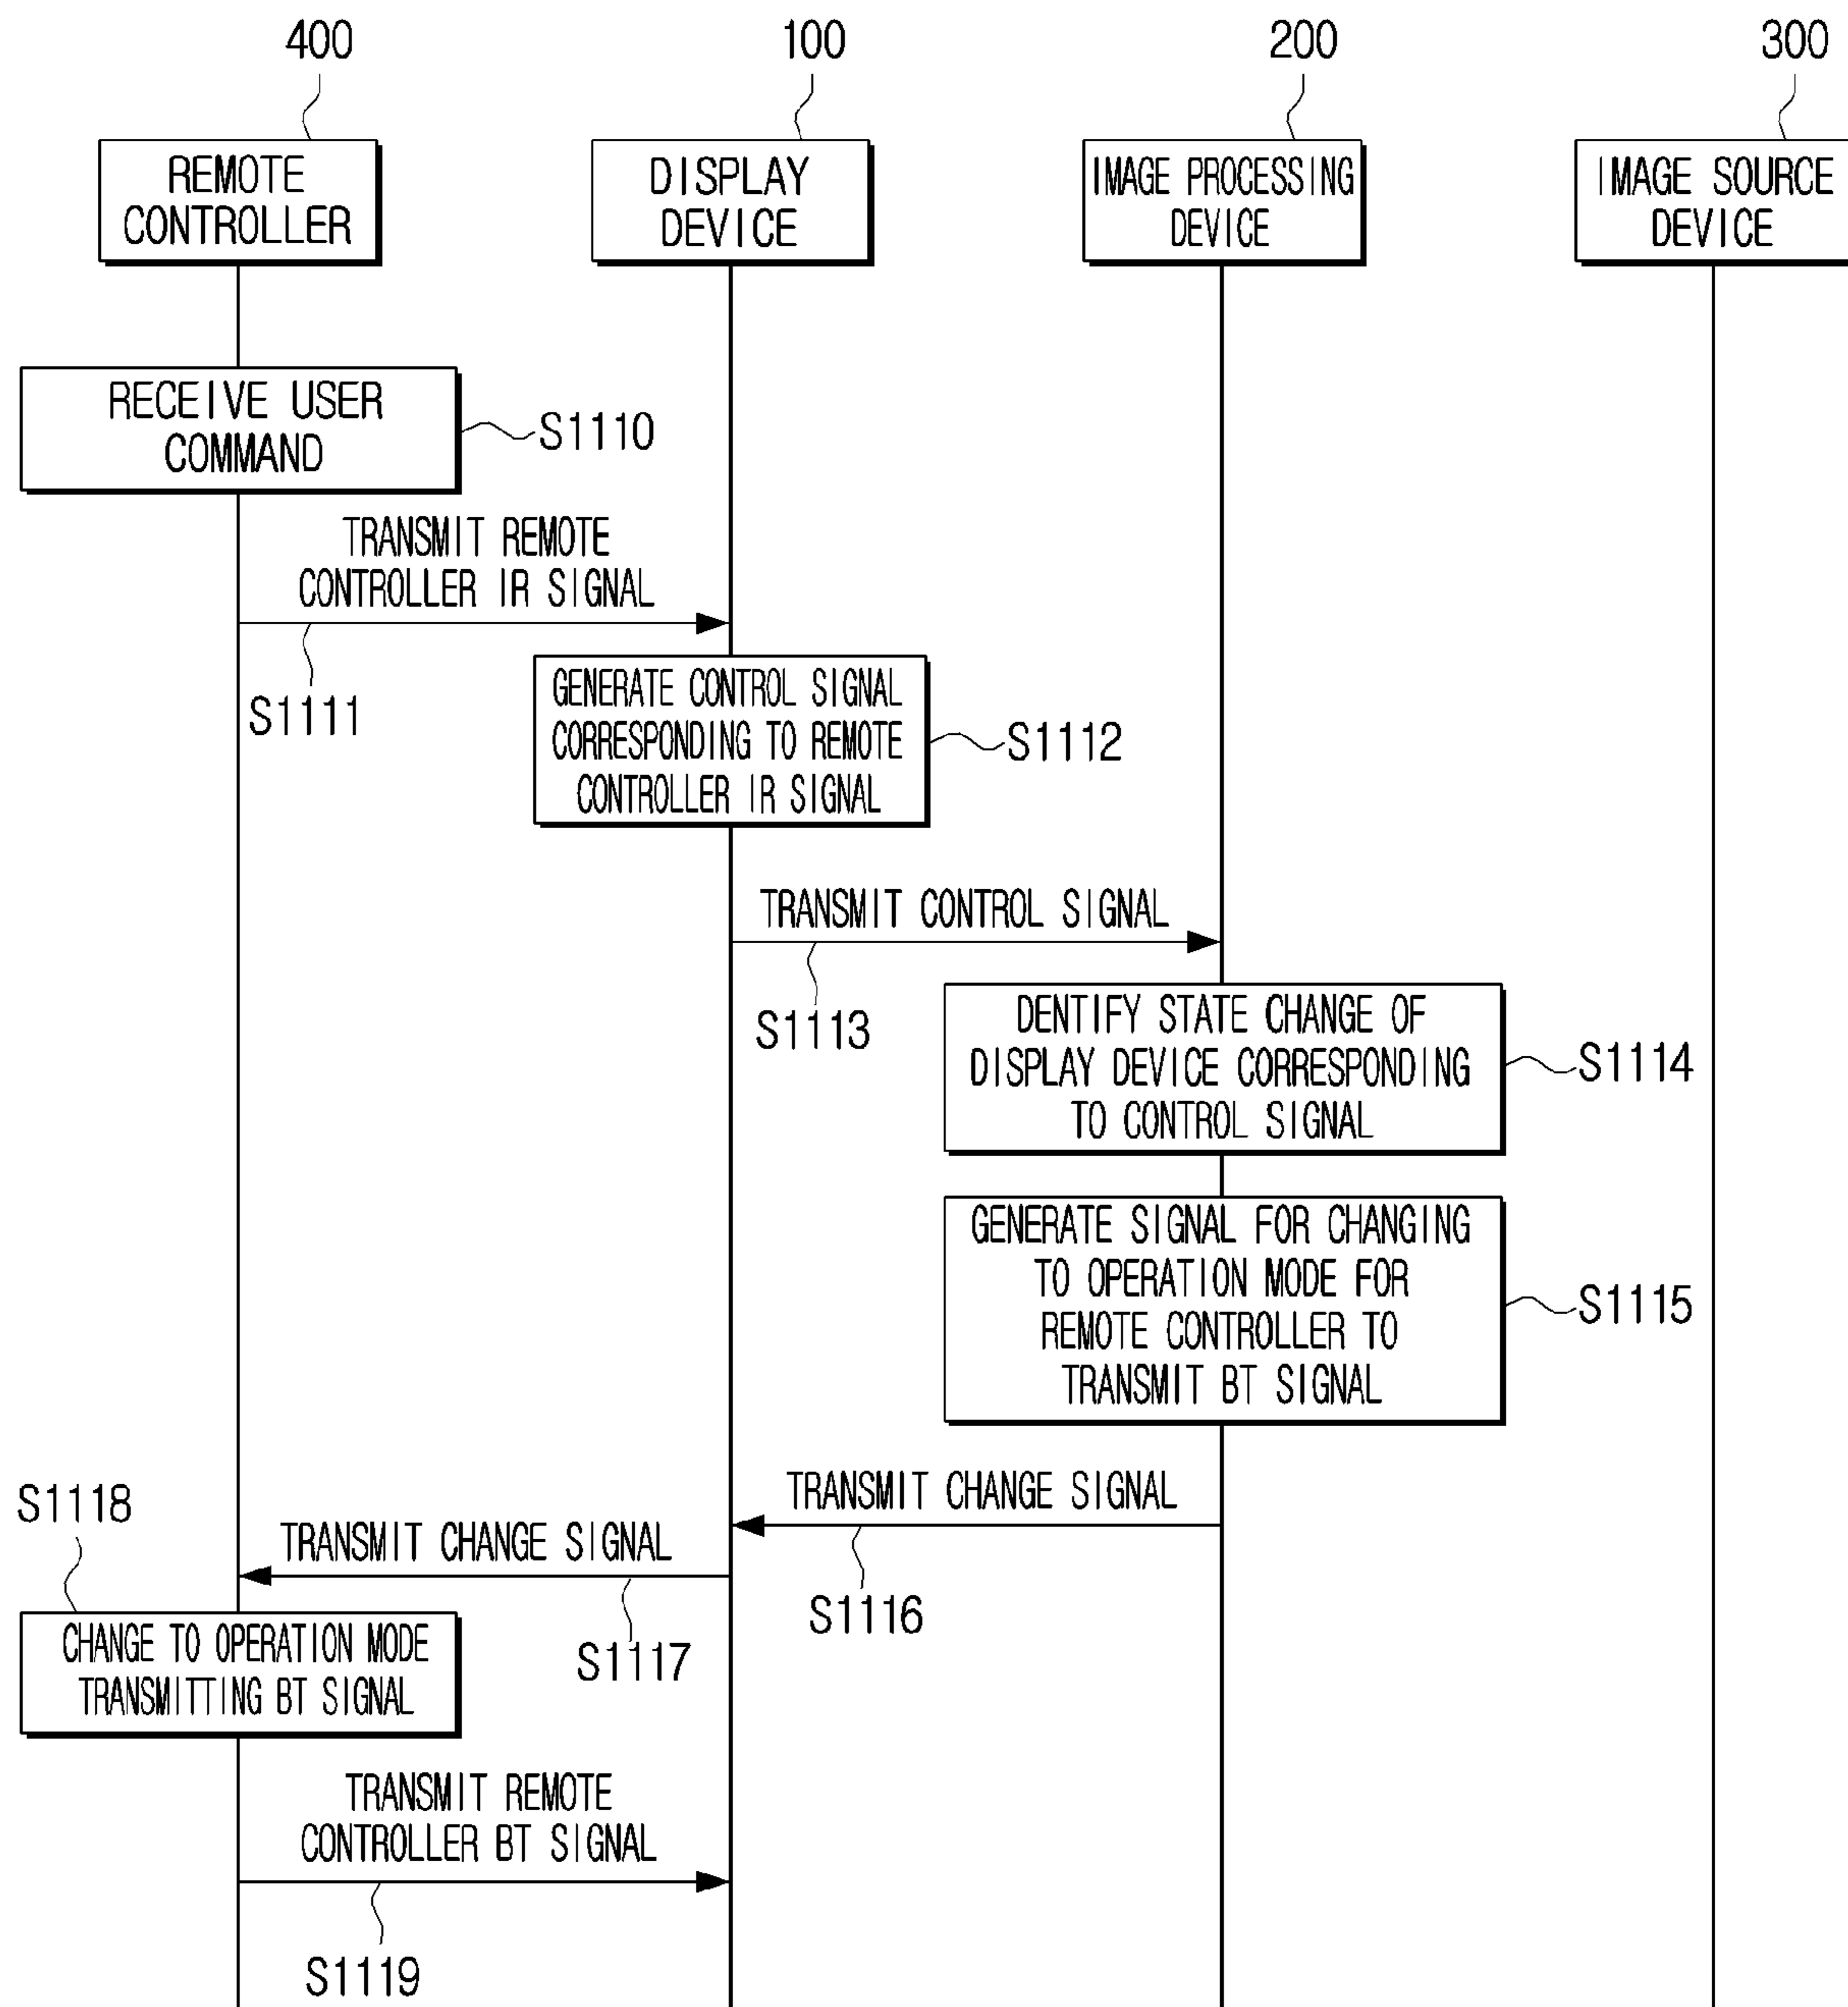 400
100
200
300
REMOTE
CONTROLLER
DISPLAY
DEVICE
IMAGE PROCESSING
DEVICE
IMAGE SOURCE
DEVICE
RECEIVE USER
COMMAND
S1110
TRANSMIT REMOTE
CONTROLLER IR SIGNAL
S1111
GENERATE CONTROL SIGNAL
CORRESPONDING TO REMOTE
CONTROLLER IR SIGNAL
S1112
TRANSMIT CONTROL SIGNAL
S1113
DENTIFY STATE CHANGE OF
DISPLAY DEVICE CORRESPONDING
TO CONTROL SIGNAL
S1114
GENERATE SIGNAL FOR CHANGING
TO OPERATION MODE FOR
REMOTE CONTROLLER TO
TRANSMIT BT SIGNAL
S1115
TRANSMIT CHANGE SIGNAL
S1116
TRANSMIT CHANGE SIGNAL
S1117
S1118
CHANGE TO OPERATION MODE
TRANSMITTING BT SIGNAL
TRANSMIT REMOTE
CONTROLLER BT SIGNAL
S1119